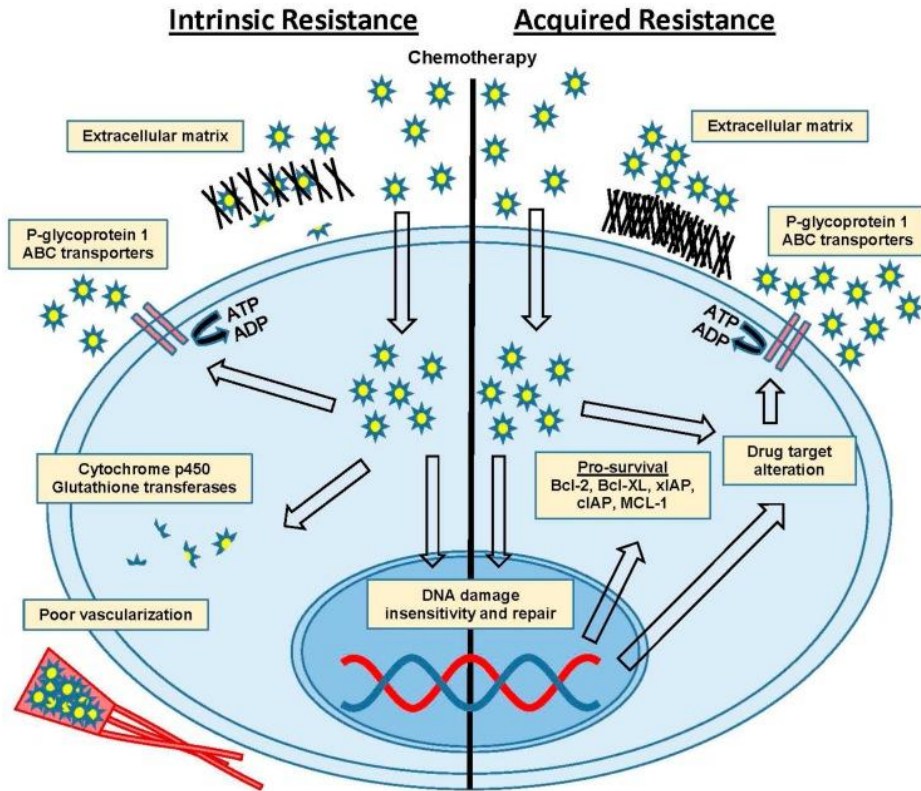 Intrinsic Resistance
Acquired Resistance
Chemotherapy
Extracellular matrix
Extracellular matrix
P-glycoprotein 1
ABC transporters
P-glycoprotein 1
ABC transporters
ATP
ADP
ATP
ADP
Cytochrome p450
Glutathione transferases
Pro-survival
Bcl-2, Bcl-XL, xIAP,
cIAP, MCL-1
Drug target
alteration
Poor vascularization
DNA damage
insensitivity and repair